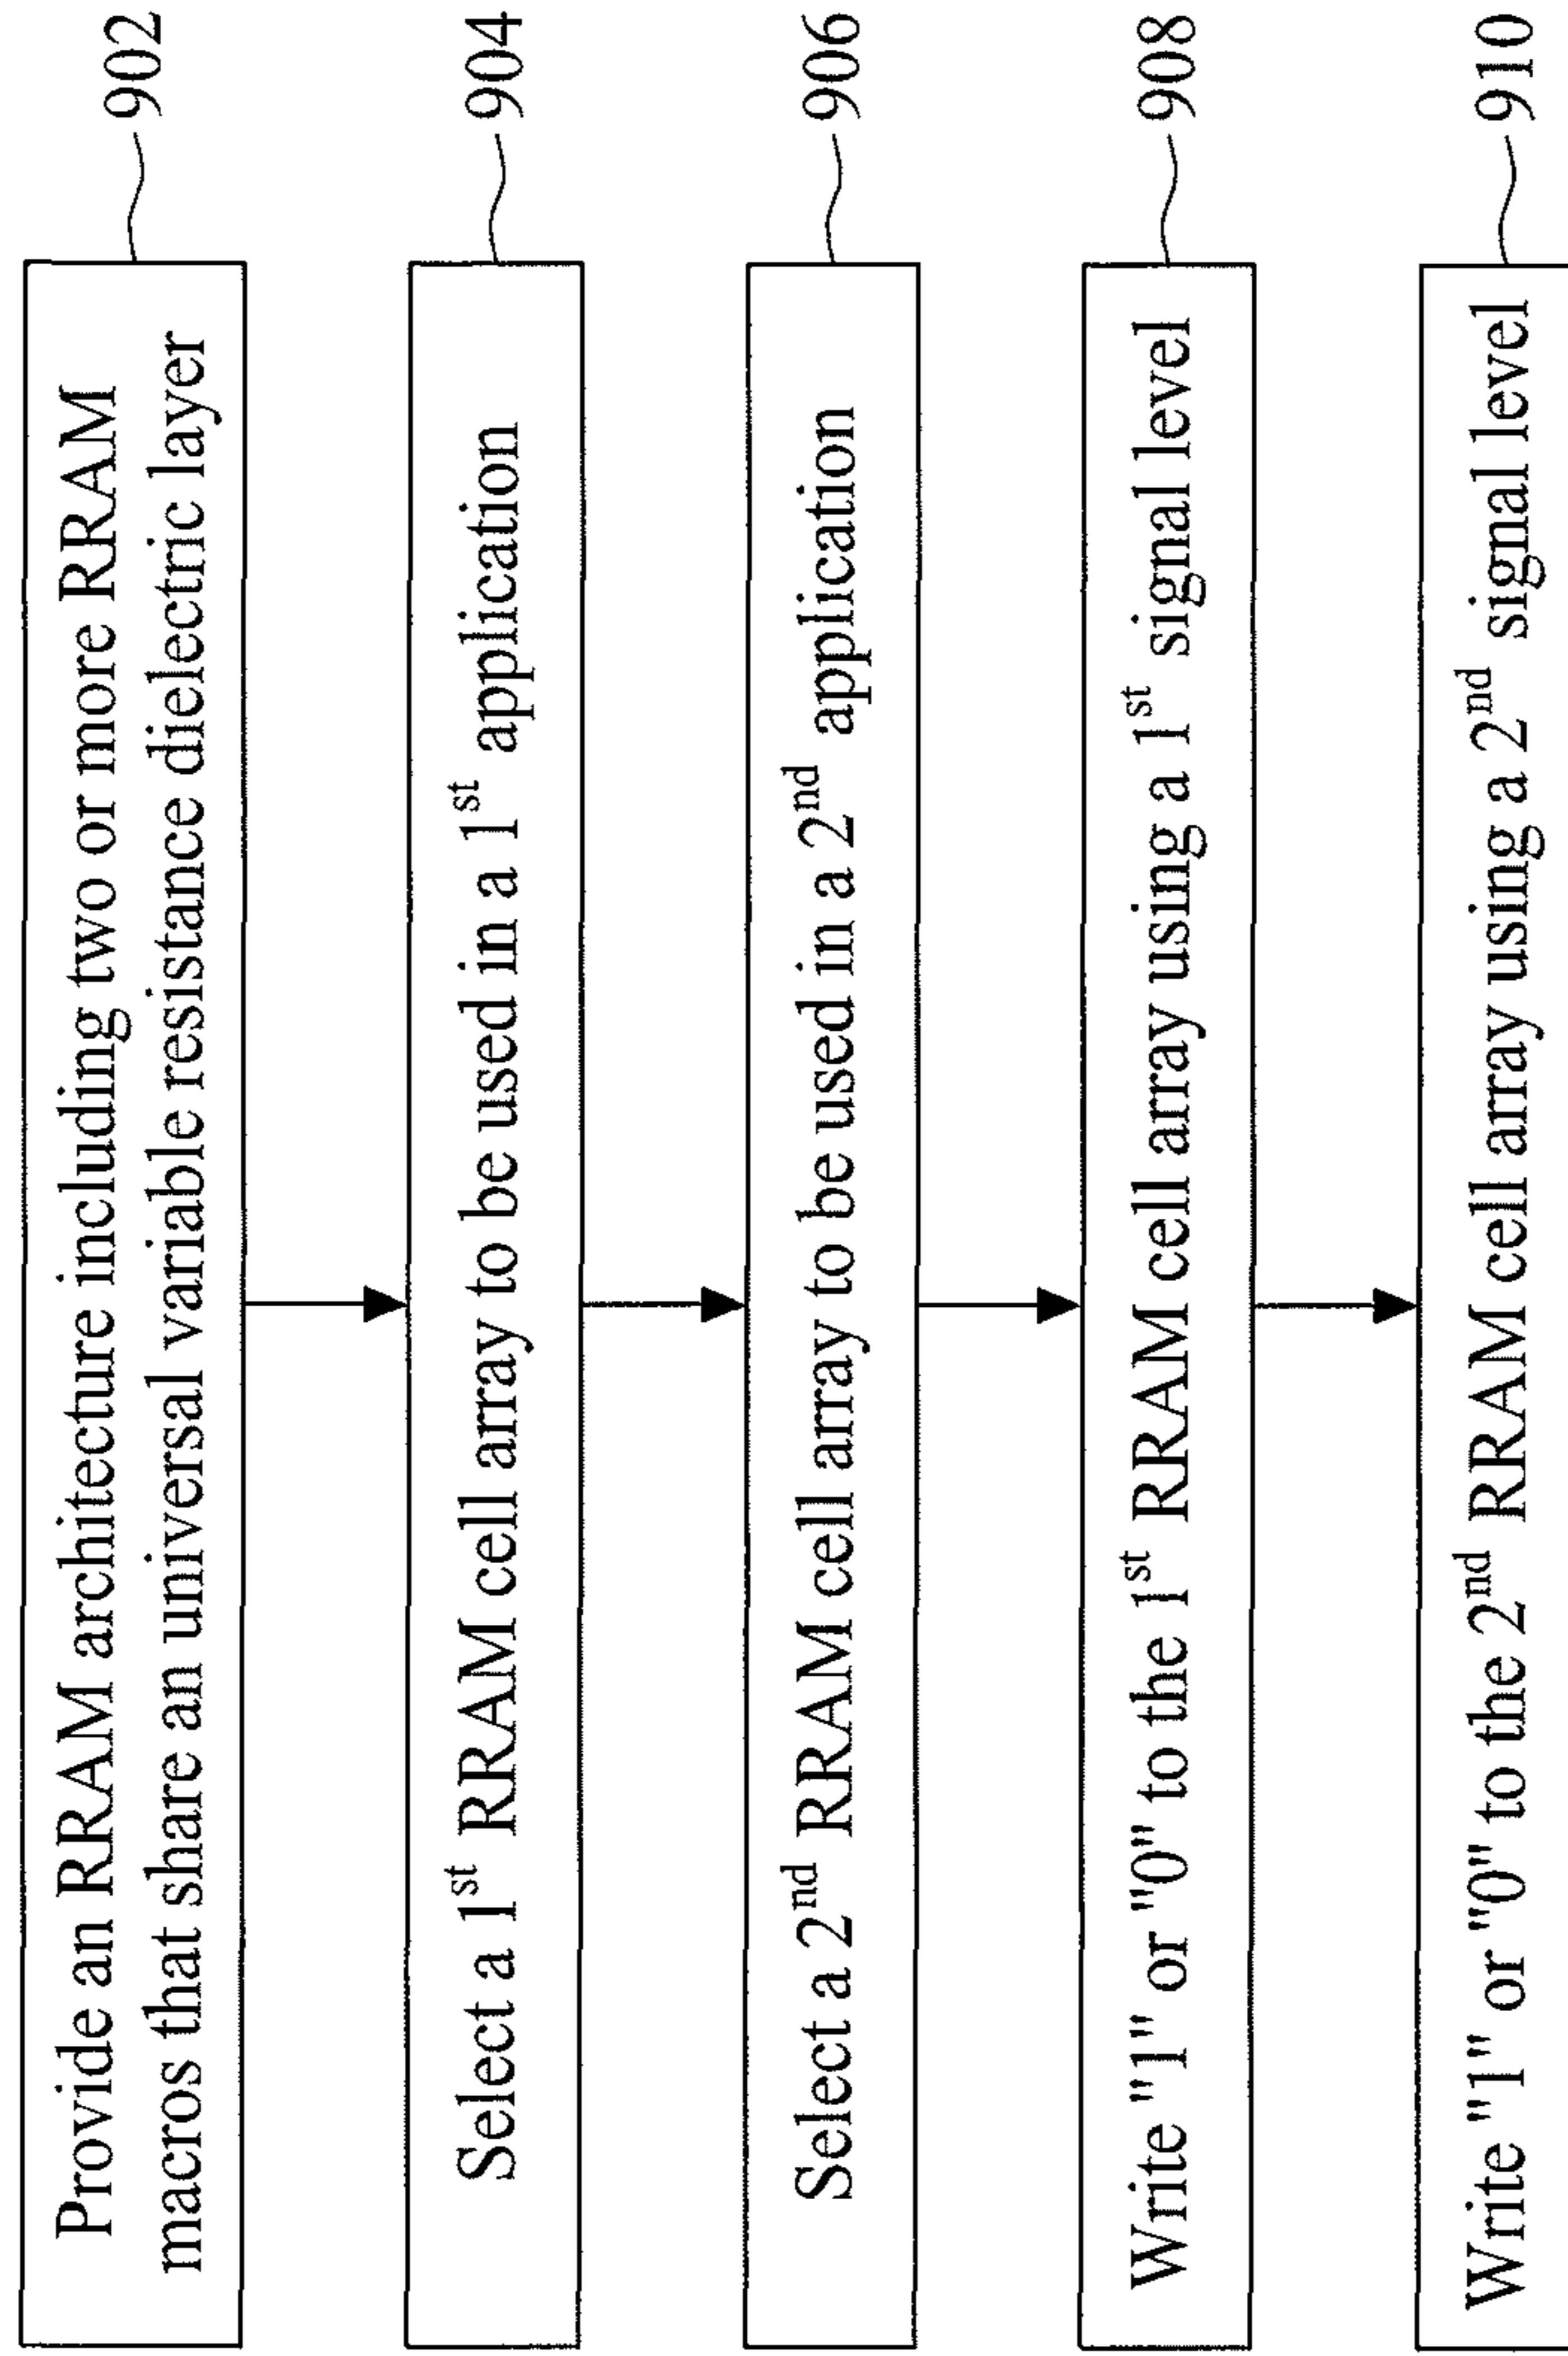 Provide an RRAM architecture including two or more RRAM
macros that share an universal variable resistance dielectric layer
902
Select a 1st RRAM cell array to be used in a 1st application
904
Select a 2nd RRAM cell array to be used in a 2nd application
906
Write "1" or "0" to the 1st RRAM cell array using a 1st signal level
908
Write "1" or "0" to the 2nd RRAM cell array using a 2nd signal level
910